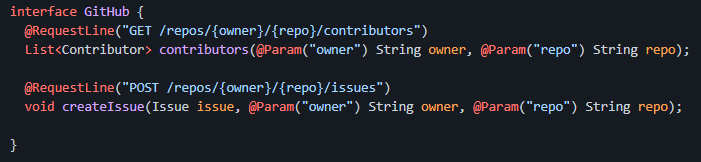 interface GitHub {
@RequestLine("GET /repos/{owner}/{repo}/contributors")
List<Contributor> contributors(@Param("owner") String owner, @Param("repo") String repo);
@RequestLine("POST /repos/{owner}/{repo}/issues")
void createIssue(Issue issue, @Param("owner") String owner, @Param("repo") String repo);
}